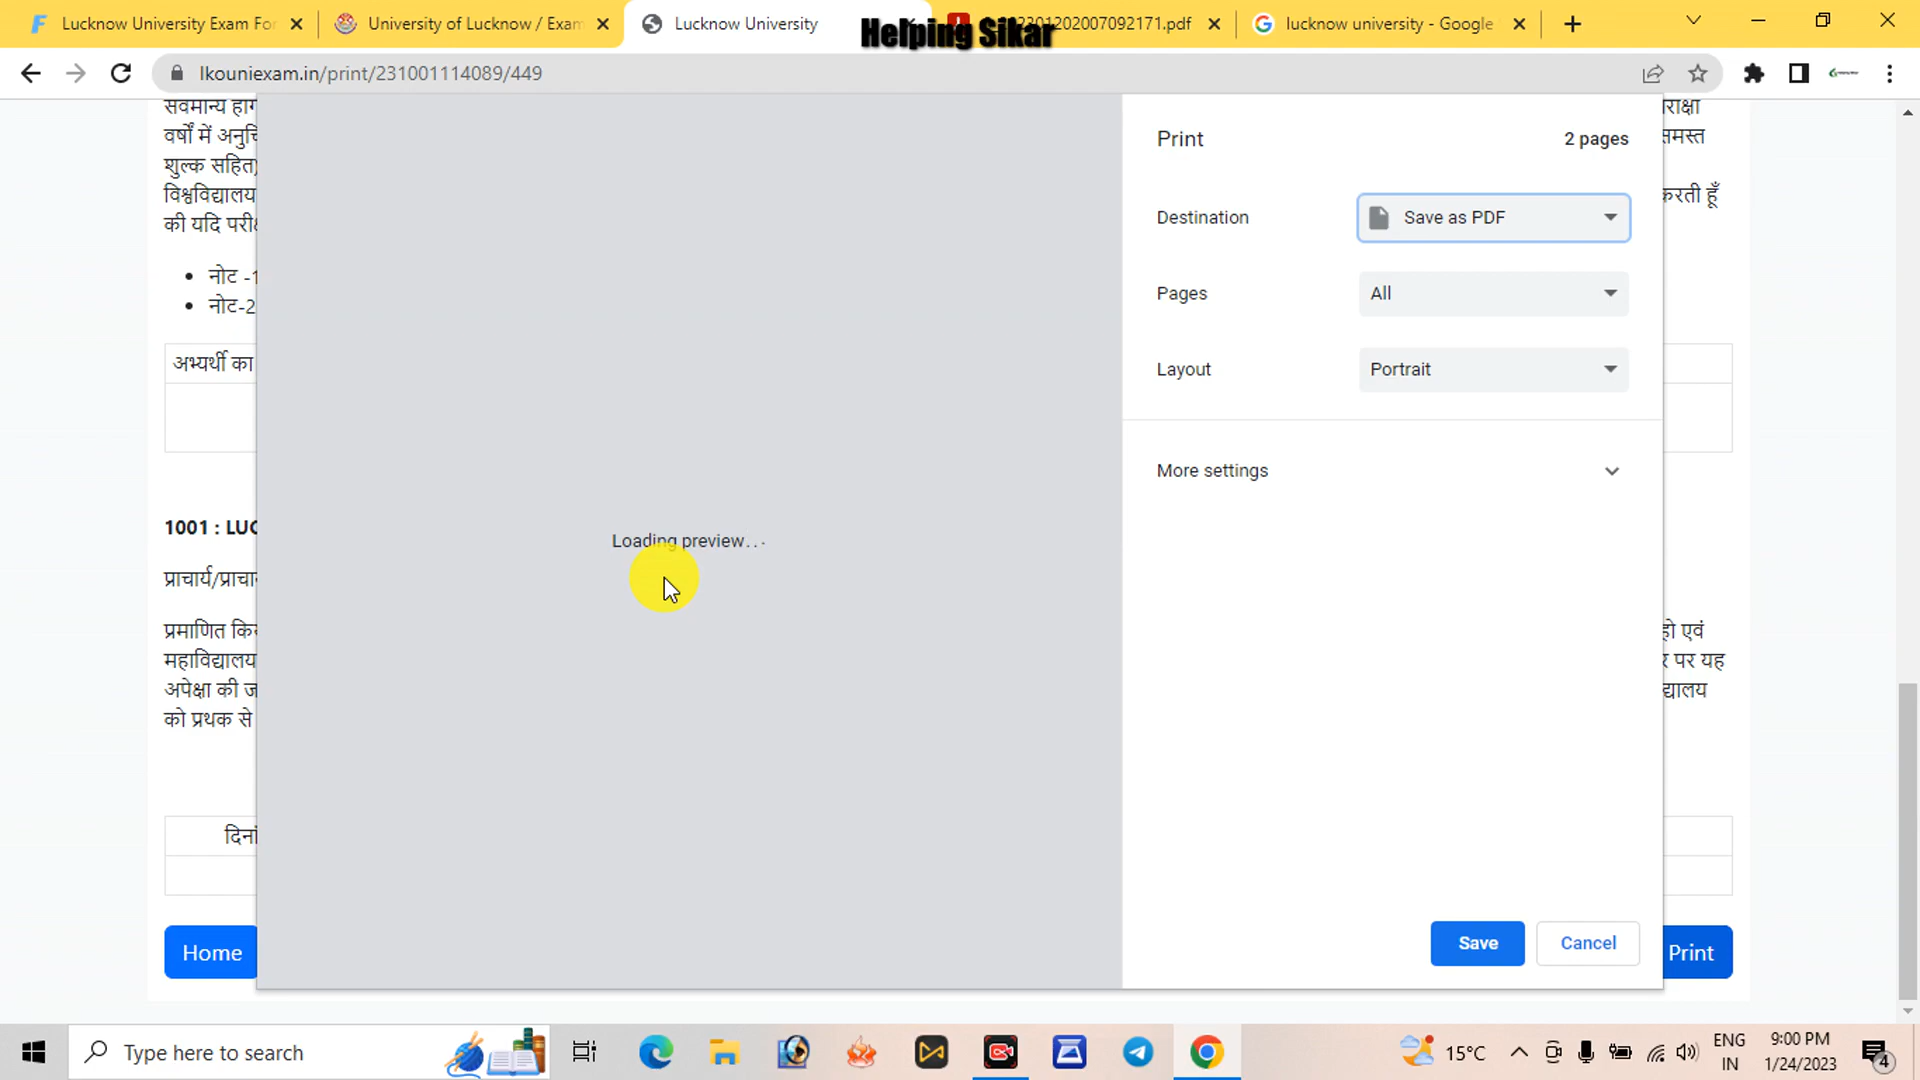 Lucknow University Exam For
University of Lucknow / Exam
Lucknow University
Helping Sikar
01202007092171.pdf
lucknow university - Google
lkouniexam.in/print/231001114089/449
वर्षों में अनुचि
शुल्क सहित)
विश्वविद्यालय
की यदि परीक्ष
समस्त
करती हूँ
नोट -1
नोट-2
अभ्यर्थी का
1001 : LUC
प्राचार्य/प्राचा
प्रमाणित कि
महाविद्यालय
अपेक्षा की ज
को प्रथक से
हो एवं
र पर यह
द्यालय
दिनां
Home
Print
Print
2 pages
Destination
Save as PDF
Pages
All
Layout
Portrait
More settings
Loading preview...
Save
Cancel
Type here to search
15°C
ENG
IN
9:00 PM
1/24/2023
4